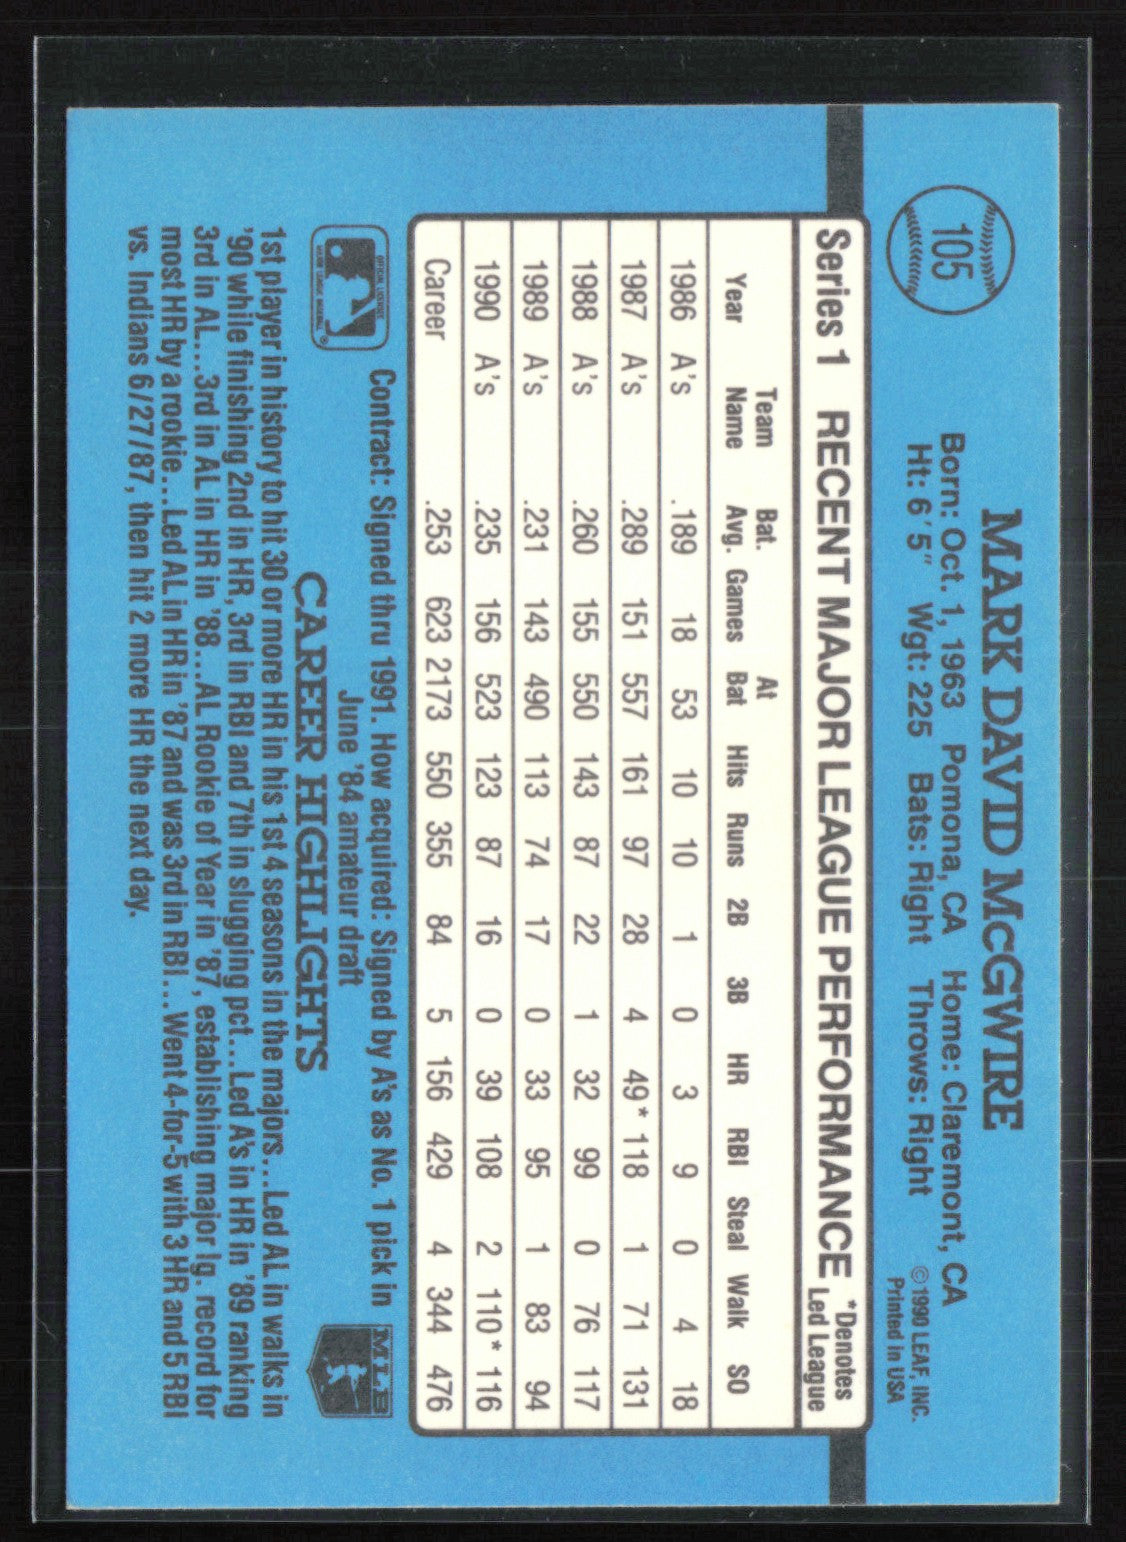 105
MARK DAVID MCGWIRE
Born: Oct. 1, 1963 Pomona, CA Home: Claremont, CA
Ht: 6´5˝ Wgt: 225 Bats: Right Throws: Right
©1990 LEAF, INC.
Printed in USA
Series 1 RECENT MAJOR LEAGUE PERFORMANCE *Denotes Led League
Year Team Name Bat. Avg. Games At Bat Hits Runs 2B 3B HR RBI Steal Walk SO
1986 A's .189 18 53 10 10 1 0 3 9 0 4 18
1987 A's .289 151 557 161 97 28 4 49* 118 1 71 131
1988 A's .260 155 550 143 87 22 1 32 99 0 76 117
1989 A's .231 143 490 113 74 17 0 33 95 1 83 94
1990 A's .235 156 523 123 87 16 0 39 108 2 110* 116
Career .253 623 2173 550 355 84 5 156 429 4 344 476
OFFICIAL LICENSEE
MAJOR LEAGUE BASEBALL
®
Contract: Signed thru 1991. How acquired: Signed by A's as No. 1 pick in
June '84 amateur draft
MLB
CAREER HIGHLIGHTS
1st player in history to hit 30 or more HR in his 1st 4 seasons in the majors...Led AL in walks in
'90 while finishing 2nd in HR, 3rd in RBI and 7th in slugging pct...Led A's in HR in '89 ranking
3rd in AL...3rd in AL in HR in '88...AL Rookie of Year in '87, establishing major lg. record for
most HR by a rookie...Led AL in HR in '87 and was 3rd in RBI...Went 4-for-5 with 3 HR and 5 RBI
vs. Indians 6/27/87, then hit 2 more HR the next day.